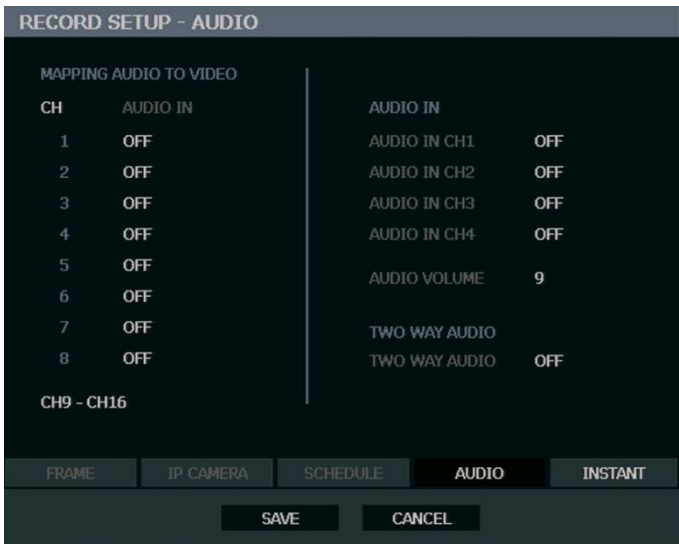 RECORD SETUP - AUDIO
MAPPING AUDIO TO VIDEO
CH AUDIO IN
1 OFF
2 OFF
3 OFF
4 OFF
5 OFF
6 OFF
7 OFF
8 OFF
CH9 - CH16
AUDIO IN
AUDIO IN CH1 OFF
AUDIO IN CH2 OFF
AUDIO IN CH3 OFF
AUDIO IN CH4 OFF
AUDIO VOLUME 9
TWO WAY AUDIO
TWO WAY AUDIO OFF
FRAME IP CAMERA SCHEDULE AUDIO INSTANT
SAVE CANCEL